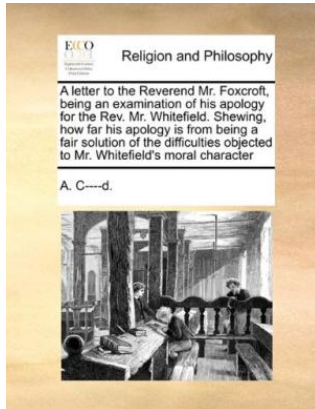 ECCO
Religion and Philosophy
A letter to the Reverend Mr. Foxcroft,
being an examination of his apology
for the Rev. Mr. Whitefield. Shewing,
how far his apology is from being a
fair solution of the difficulties objected
to Mr. Whitefield's moral character
A. C----d.